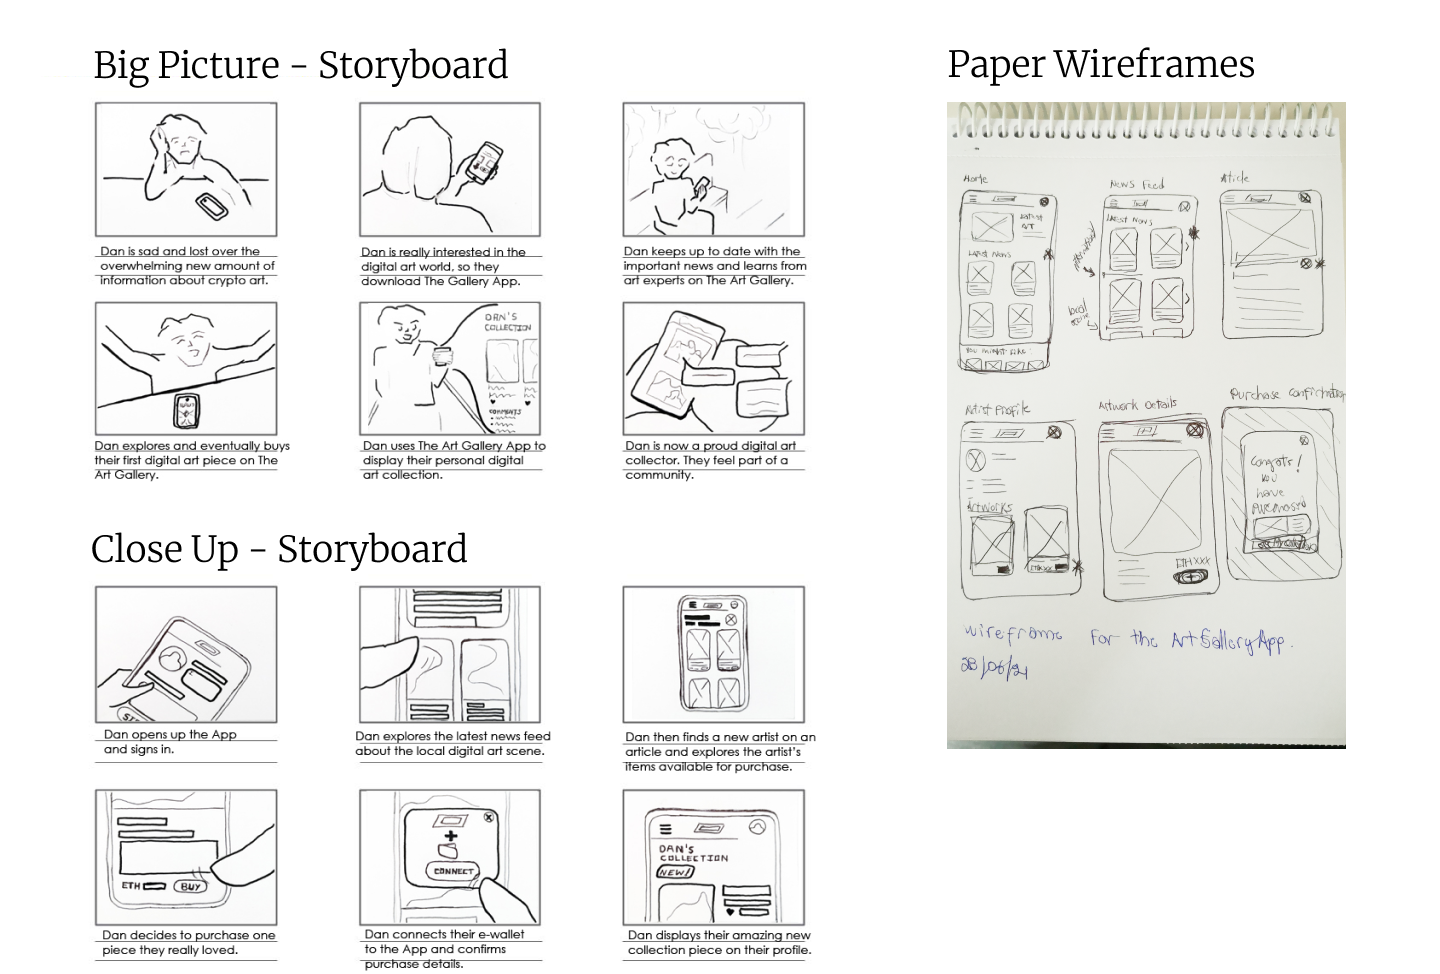 Big Picture - Storyboard
Dan is sad and lost over the
overwhelming new amount of
information about crypto art.
Dan is really interested in the
digital art world, so they
download The Gallery App.
Dan keeps up to date with the
important news and learns from
art experts on The Art Gallery.
Dan explores and eventually buys
their first digital art piece on The
Art Gallery.
DAN'S
COLLECTION
COMMENTS
Dan uses The Art Gallery App to
display their personal digital
art collection.
Dan is now a proud digital art
collector. They feel part of a
community.
Close Up - Storyboard
Dan opens up the App
and signs in.
Dan explores the latest news feed
about the local digital art scene.
Dan then finds a new artist on an
article and explores the artist's
items available for purchase.
ETH
BUY
Dan decides to purchase one
piece they really loved.
+
CONNECT
Dan connects their e-wallet
to the App and confirms
purchase details.
DAN'S
COLLECTION
NEW!
Dan displays their amazing new
collection piece on their profile.
Paper Wireframes
Home
Latest
Art
Latest News
You might like
News Feed
Latest News
local
Aticle
Artist Profile
Artworks
Artwork Details
ETH XXX
Purchase
Congrats!
You
have
purchased
wireframe for the Art Gallery App.
28/06/21